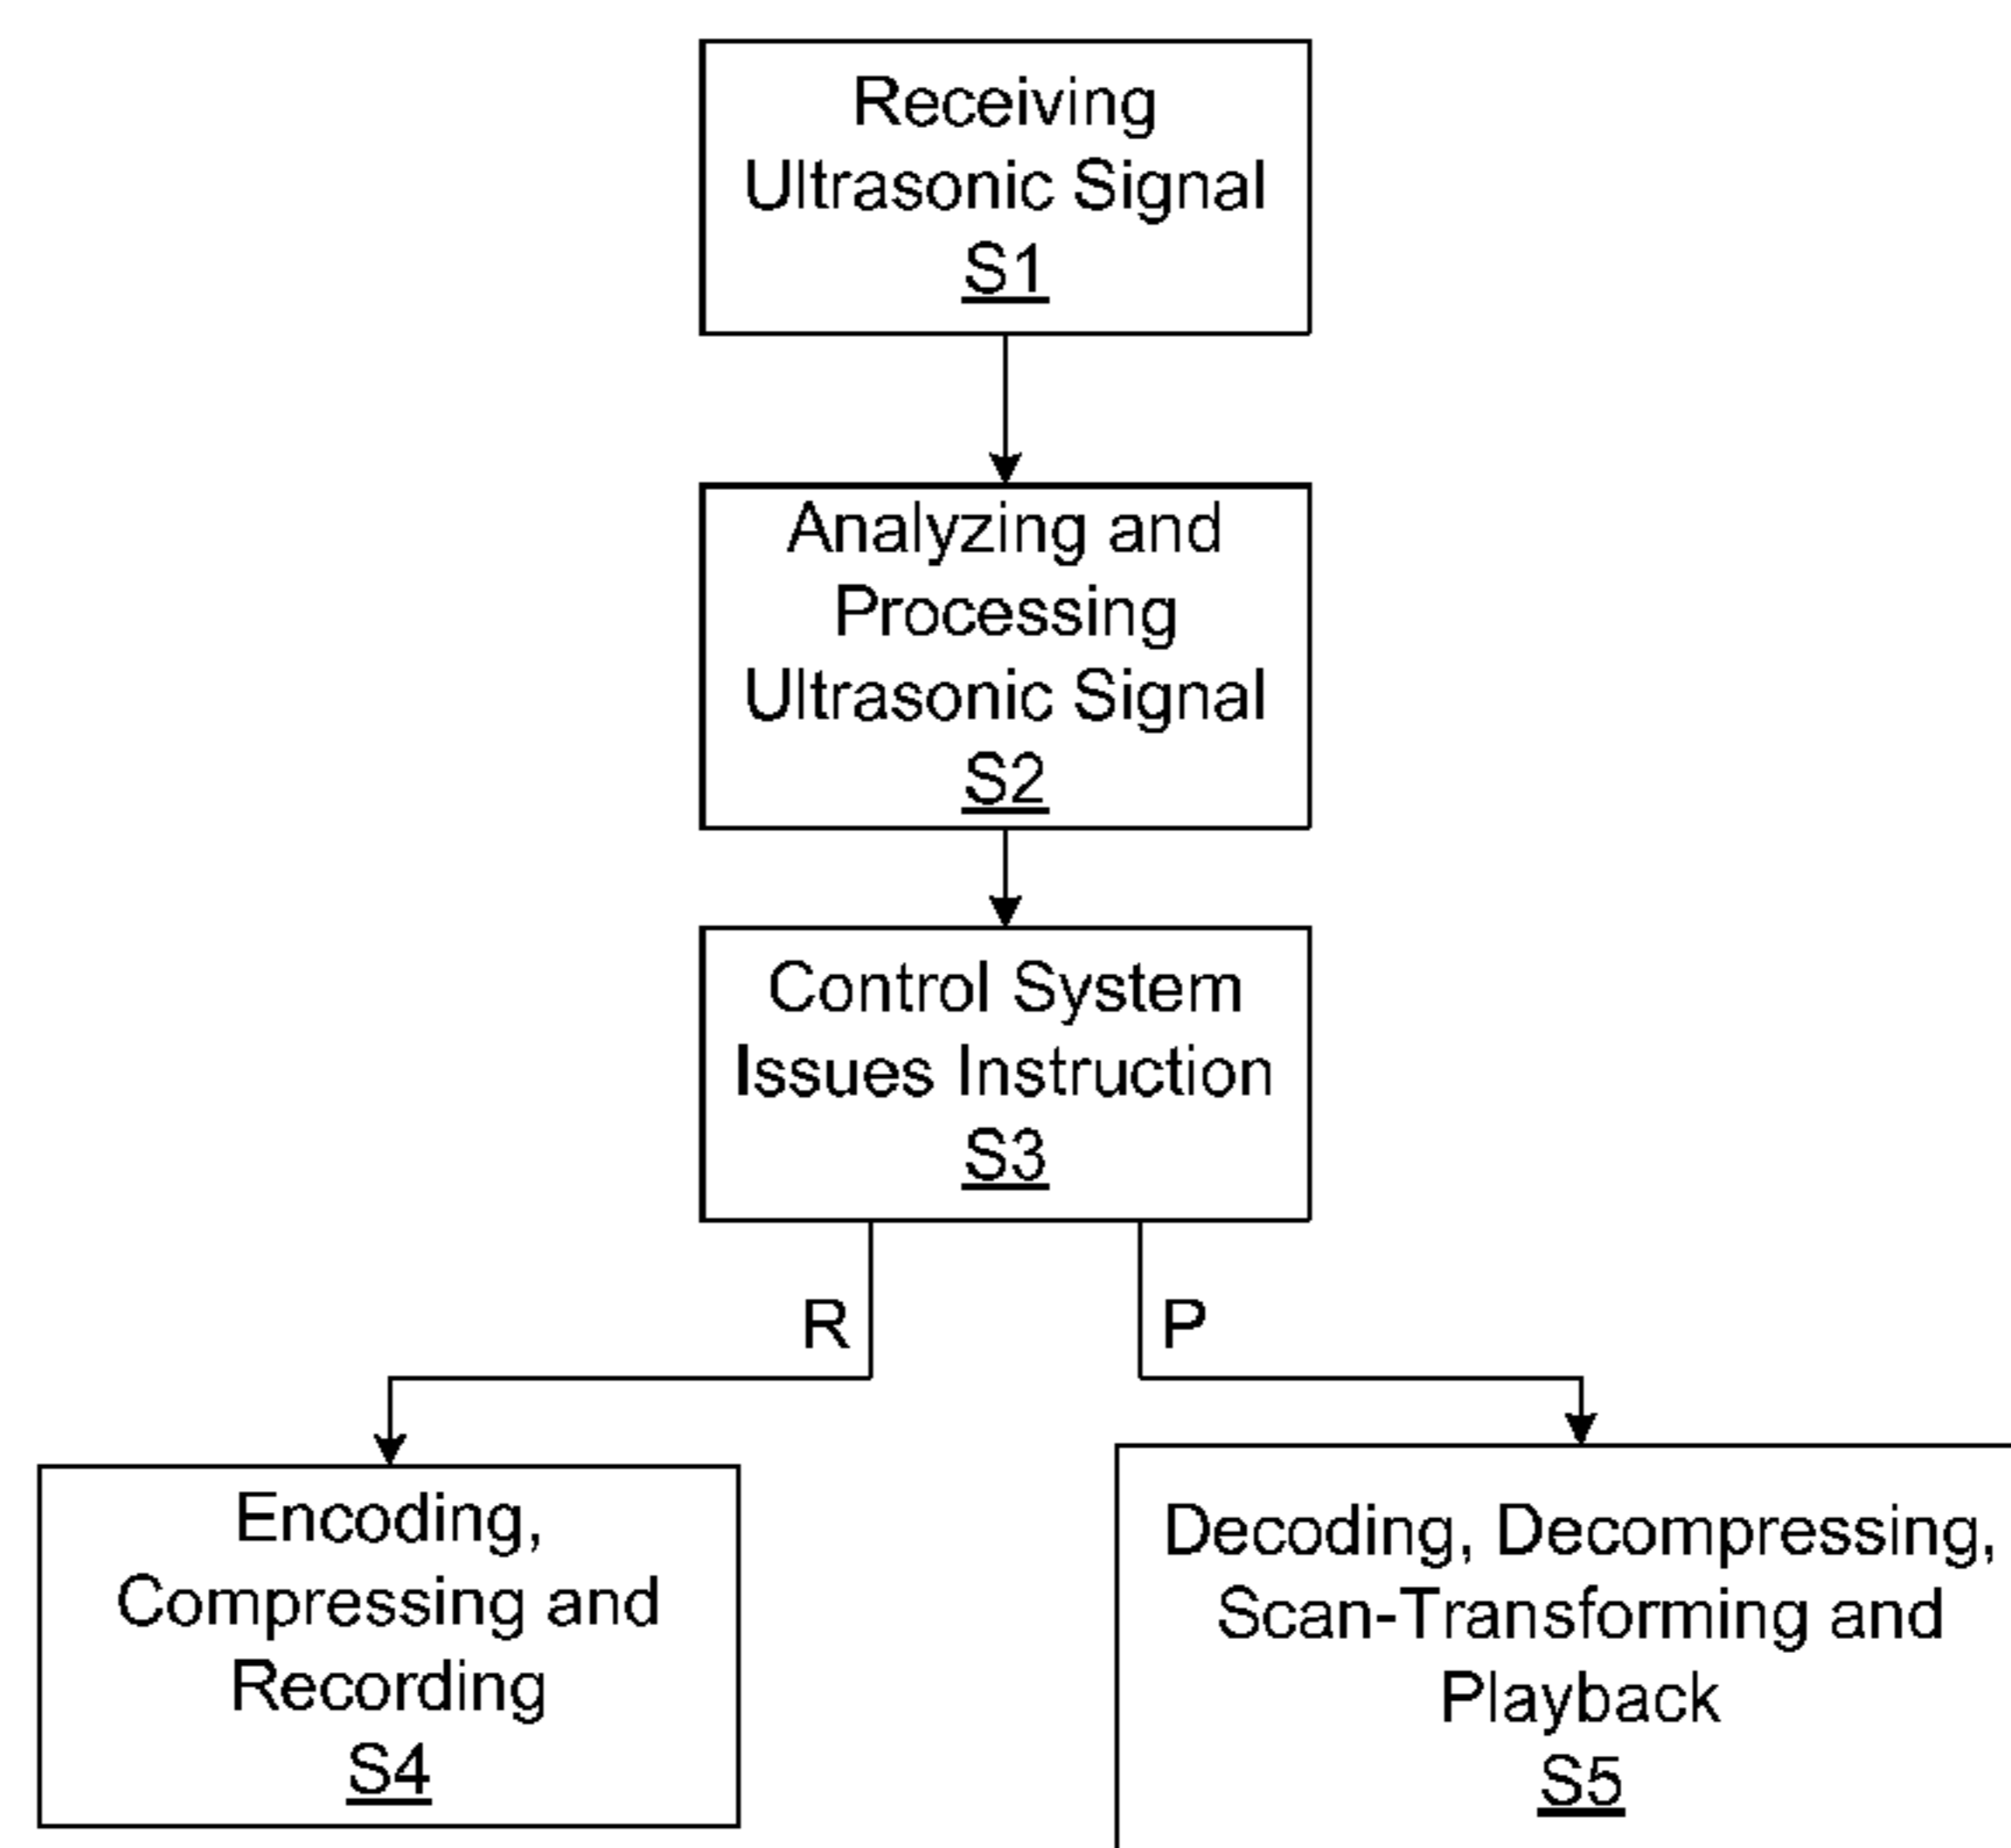 Receiving
Ultrasonic Signal
S1
Analyzing and
Processing
Ultrasonic Signal
S2
Control System
Issues Instruction
S3
R
P
Encoding,
Compressing and
Recording
S4
Decoding, Decompressing,
Scan-Transforming and
Playback
S5